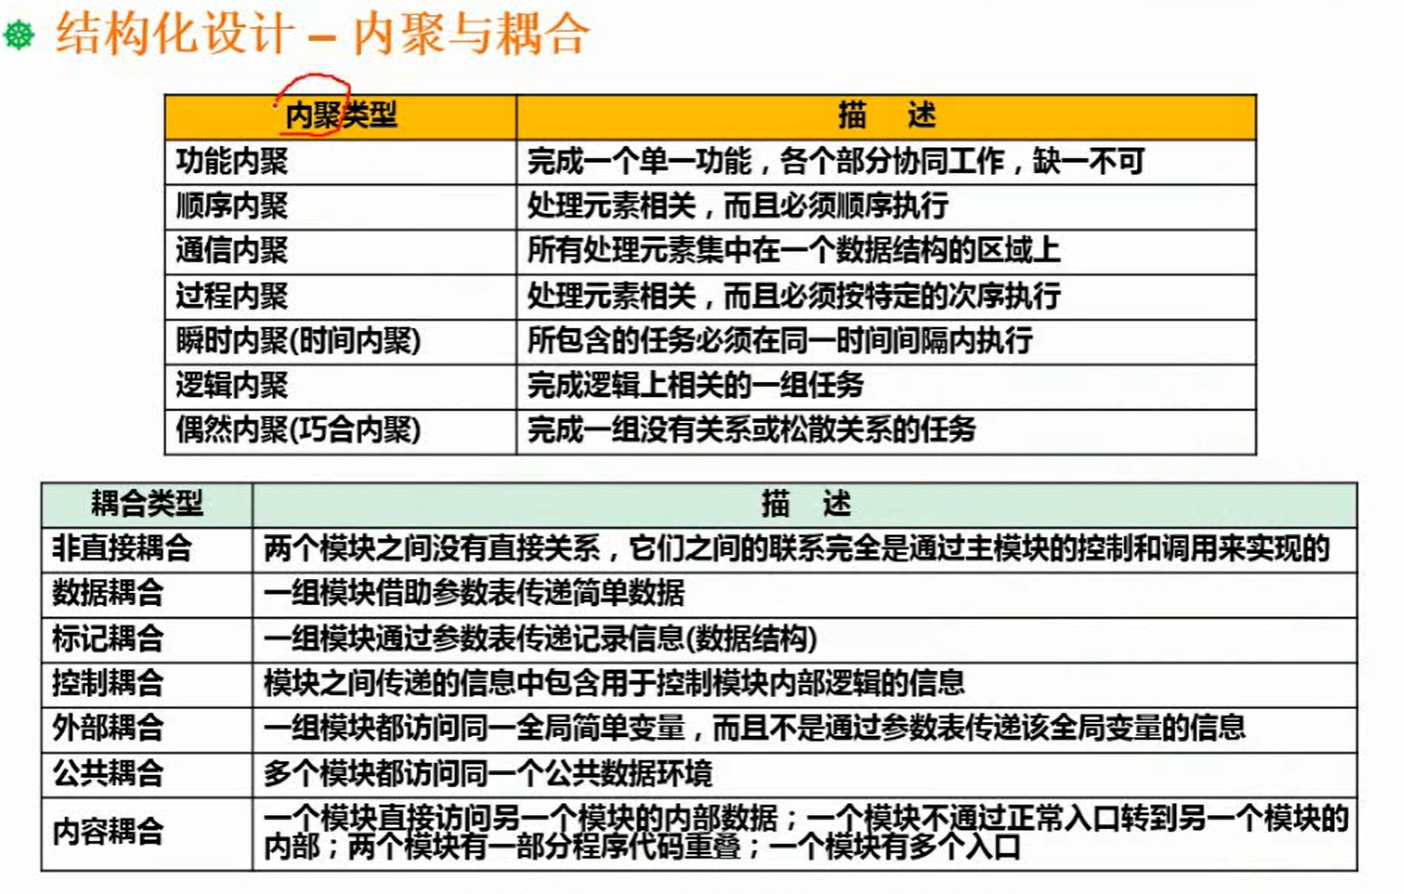 结构化设计 – 内聚与耦合
内聚类型 描 述
功能内聚 完成一个单一功能，各个部分协同工作，缺一不可
顺序内聚 处理元素相关，而且必须顺序执行
通信内聚 所有处理元素集中在一个数据结构的区域上
过程内聚 处理元素相关，而且必须按特定的次序执行
瞬时内聚(时间内聚) 所包含的任务必须在同一时间间隔内执行
逻辑内聚 完成逻辑上相关的一组任务
偶然内聚(巧合内聚) 完成一组没有关系或松散关系的任务
耦合类型 描 述
非直接耦合 两个模块之间没有直接关系，它们之间的联系完全是通过主模块的控制和调用来实现的
数据耦合 一组模块借助参数表传递简单数据
标记耦合 一组模块通过参数表传递记录信息(数据结构)
控制耦合 模块之间传递的信息中包含用于控制模块内部逻辑的信息
外部耦合 一组模块都访问同一全局简单变量，而且不是通过参数表传递该全局变量的信息
公共耦合 多个模块都访问同一个公共数据环境
内容耦合 一个模块直接访问另一个模块的内部数据；一个模块不通过正常入口转到另一个模块的
内部；两个模块有一部分程序代码重叠；一个模块有多个入口